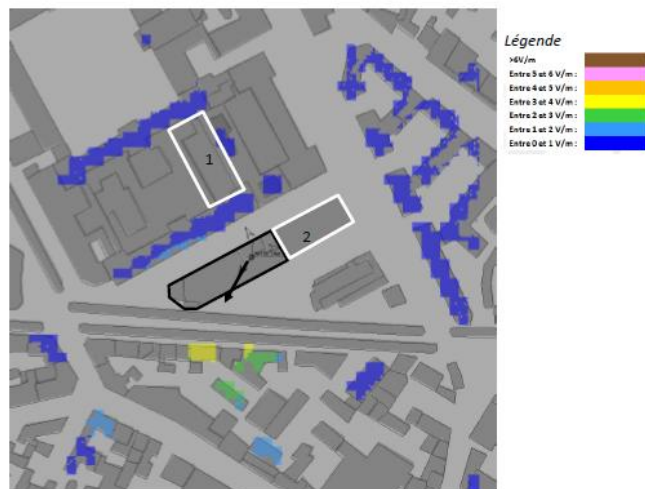 Légende
>6V/m
Entre 5 et 6 V/m :
Entre 4 et 5 V/m :
Entre 3 et 4 V/m :
Entre 2 et 3 V/m :
Entre 1 et 2 V/m :
Entre 0 et 1 V/m :
1
2